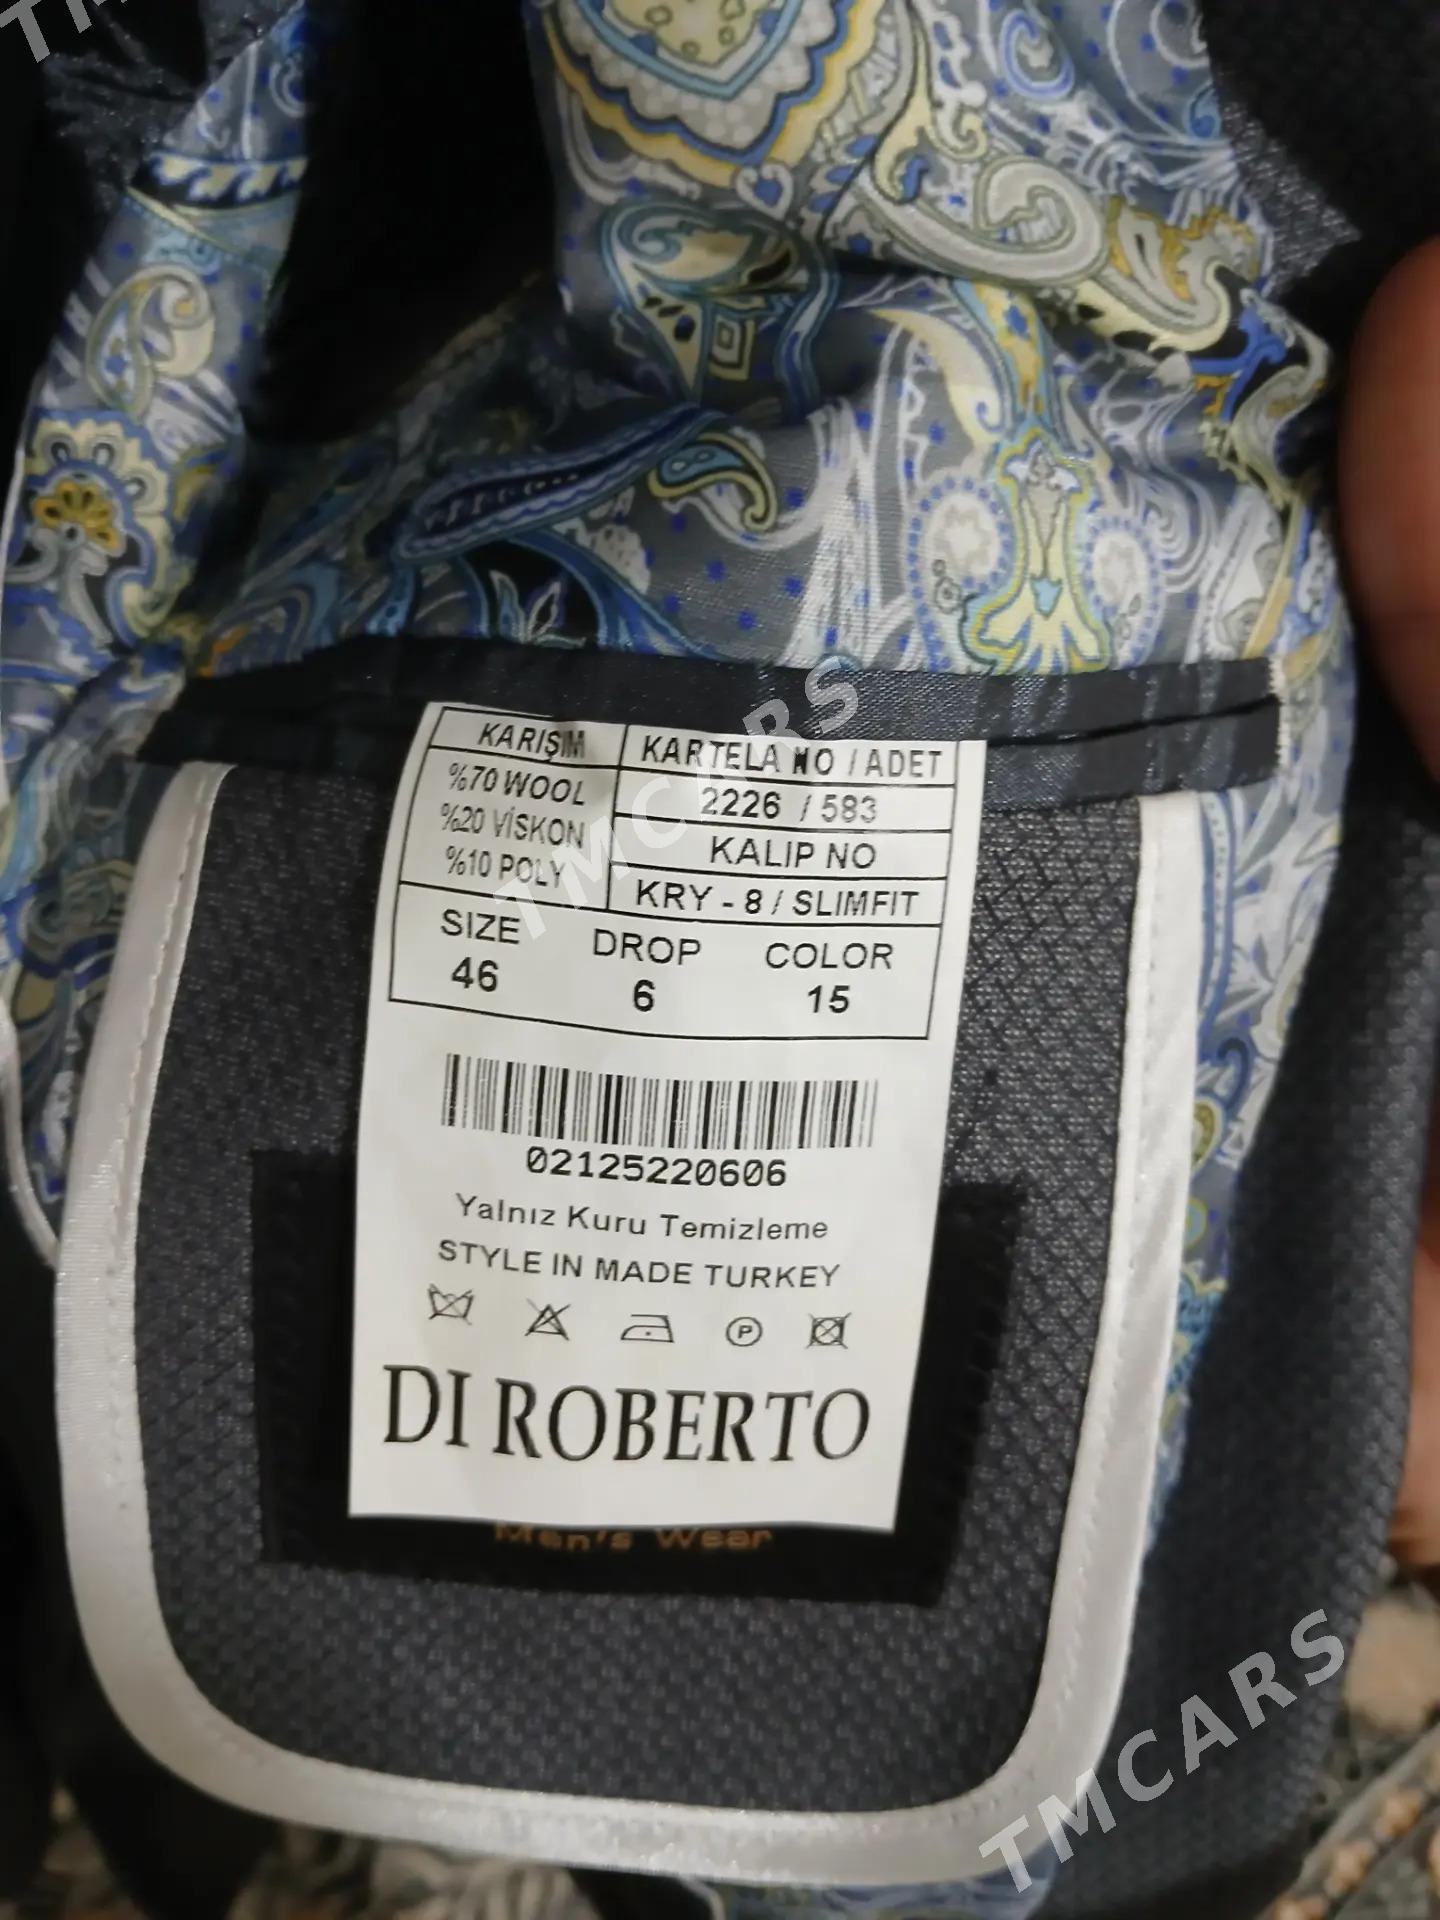 KARIŞIM
%70 WOOL
%20 VİSKON
%10 POLY
KARTELA NO / ADET
2226 / 583
KALIP NO
KRY - 8 / SLIMFIT
SIZE DROP COLOR
46 6 15
02125220606
Yalnız Kuru Temizleme
STYLE IN MADE TURKEY
P
DI ROBERTO
Men's Wear
TMCARS
TMCARS